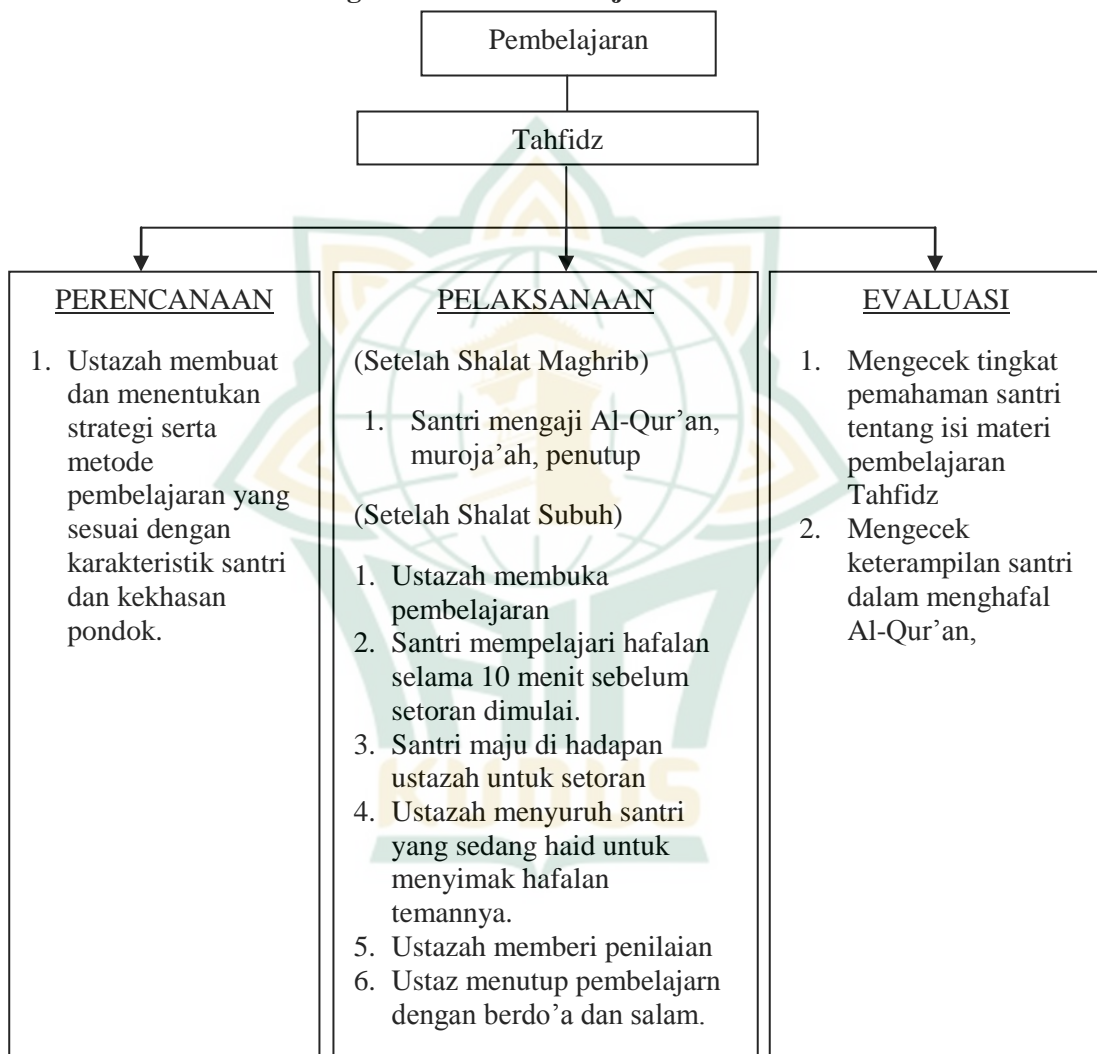 Pembelajaran
Tahfidz
PERENCANAAN
1. Ustazah membuat
dan menentukan
strategi serta
metode
pembelajaran yang
sesuai dengan
karakteristik santri
dan kekhasan
pondok.
PELAKSANAAN
(Setelah Shalat Maghrib)
1. Santri mengaji Al-Qur’an,
muroja’ah, penutup
(Setelah Shalat Subuh)
1. Ustazah membuka
pembelajaran
2. Santri mempelajari hafalan
selama 10 menit sebelum
setoran dimulai.
3. Santri maju di hadapan
ustazah untuk setoran
4. Ustazah menyuruh santri
yang sedang haid untuk
menyimak hafalan
temannya.
5. Ustazah memberi penilaian
6. Ustaz menutup pembelajarn
dengan berdo’a dan salam.
EVALUASI
1. Mengecek tingkat
pemahaman santri
tentang isi materi
pembelajaran
Tahfidz
2. Mengecek
keterampilan santri
dalam menghafal
Al-Qur’an,
KUDUS